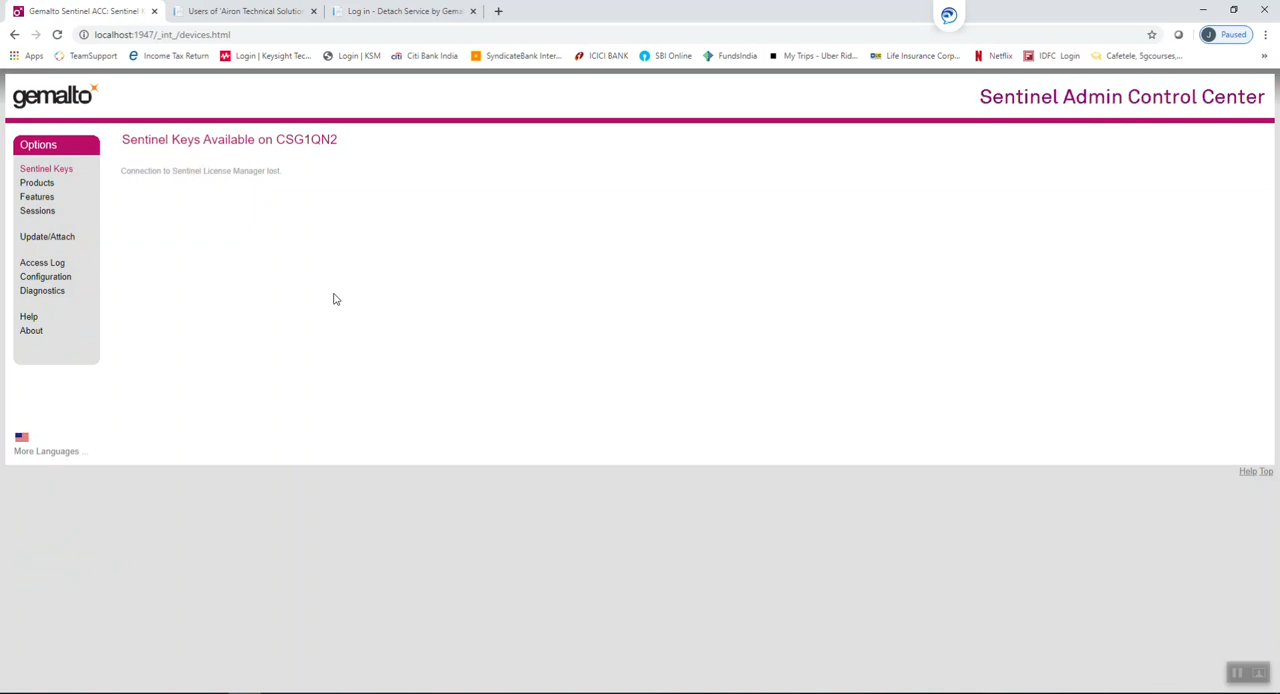 Gemalto Sentinel ACC: Sentinel K
Users of 'Airon Technical Solution
Log in - Detach Service by Gema
localhost:1947/_int_/devices.html
J Paused
Apps
TeamSupport
Income Tax Return
Login | Keysight Tec...
Login | KSM
Citi Bank India
SyndicateBank Inter...
ICICI BANK
SBI Online
FundsIndia
My Trips - Uber Rid...
Life Insurance Corp...
Netflix
IDFC Login
Cafetele, 5gcourses,...
gemalto
Sentinel Admin Control Center
Options
Sentinel Keys
Products
Features
Sessions
Update/Attach
Access Log
Configuration
Diagnostics
Help
About
Sentinel Keys Available on CSG1QN2
Connection to Sentinel License Manager lost.
More Languages ...
Help Top